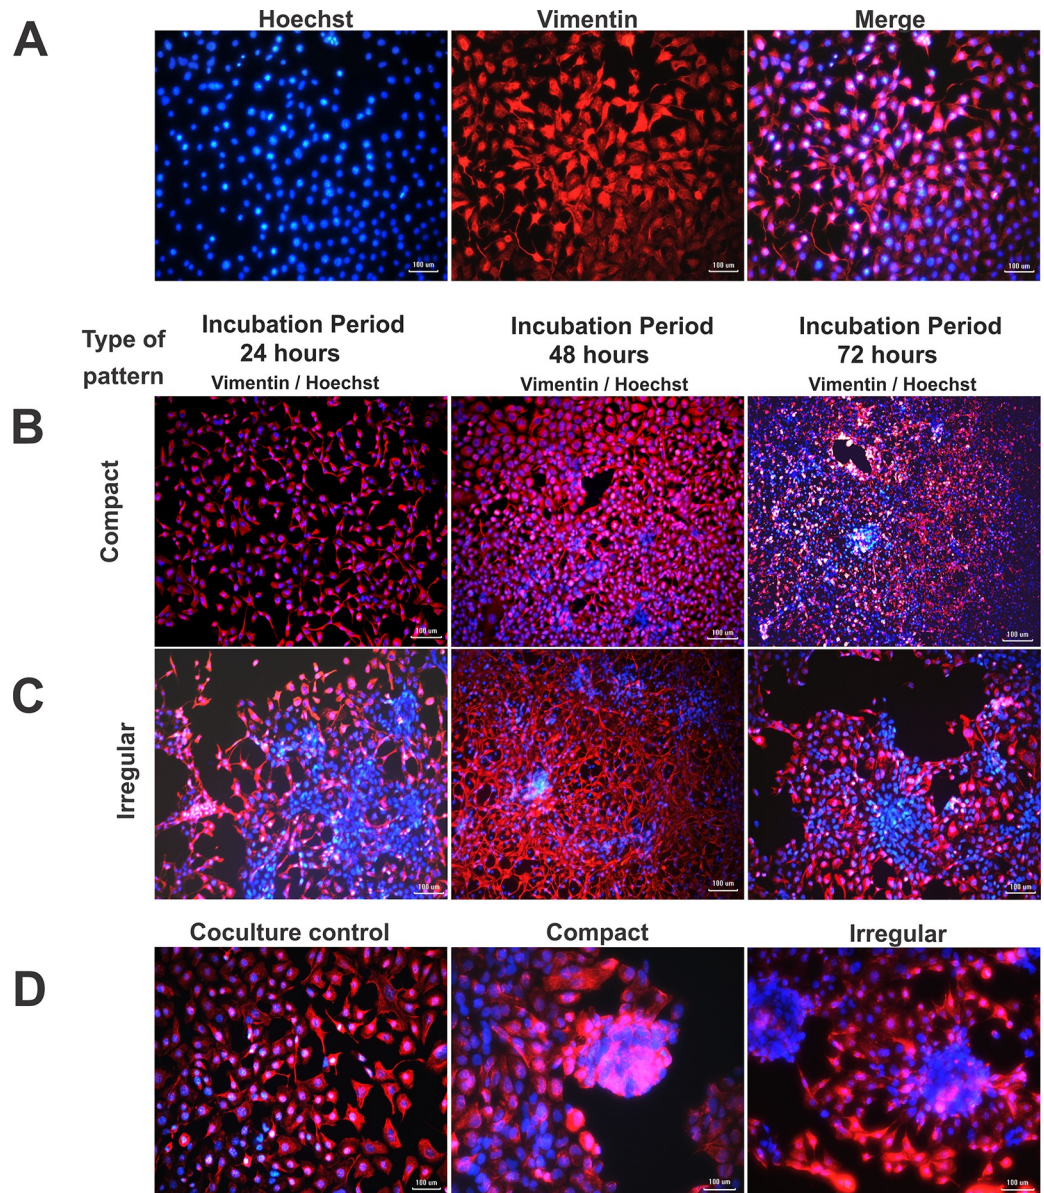 A
Hoechst
Vimentin
Merge
100 um
100 um
100 um
Type of
pattern
Incubation Period
24 hours
Vimentin / Hoechst
Incubation Period
48 hours
Vimentin / Hoechst
Incubation Period
72 hours
Vimentin / Hoechst
B
Compact
100 um
100 um
100 um
C
Irregular
100 um
100 um
100 um
D
Coculture control
Compact
Irregular
100 um
100 um
100 um